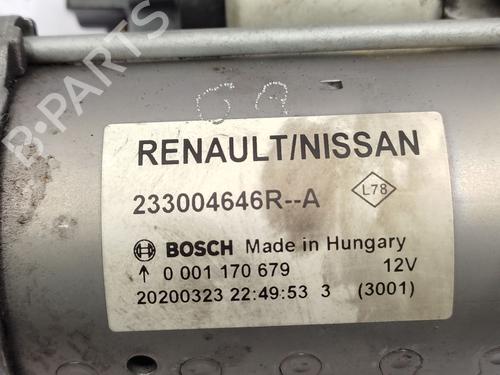 B-PARTS
RENAULT/NISSAN
233004646R--A
L78
BOSCH Made in Hungary
↑ 0 001 170 679 12V
20200323 22:49:53 3 (3001)